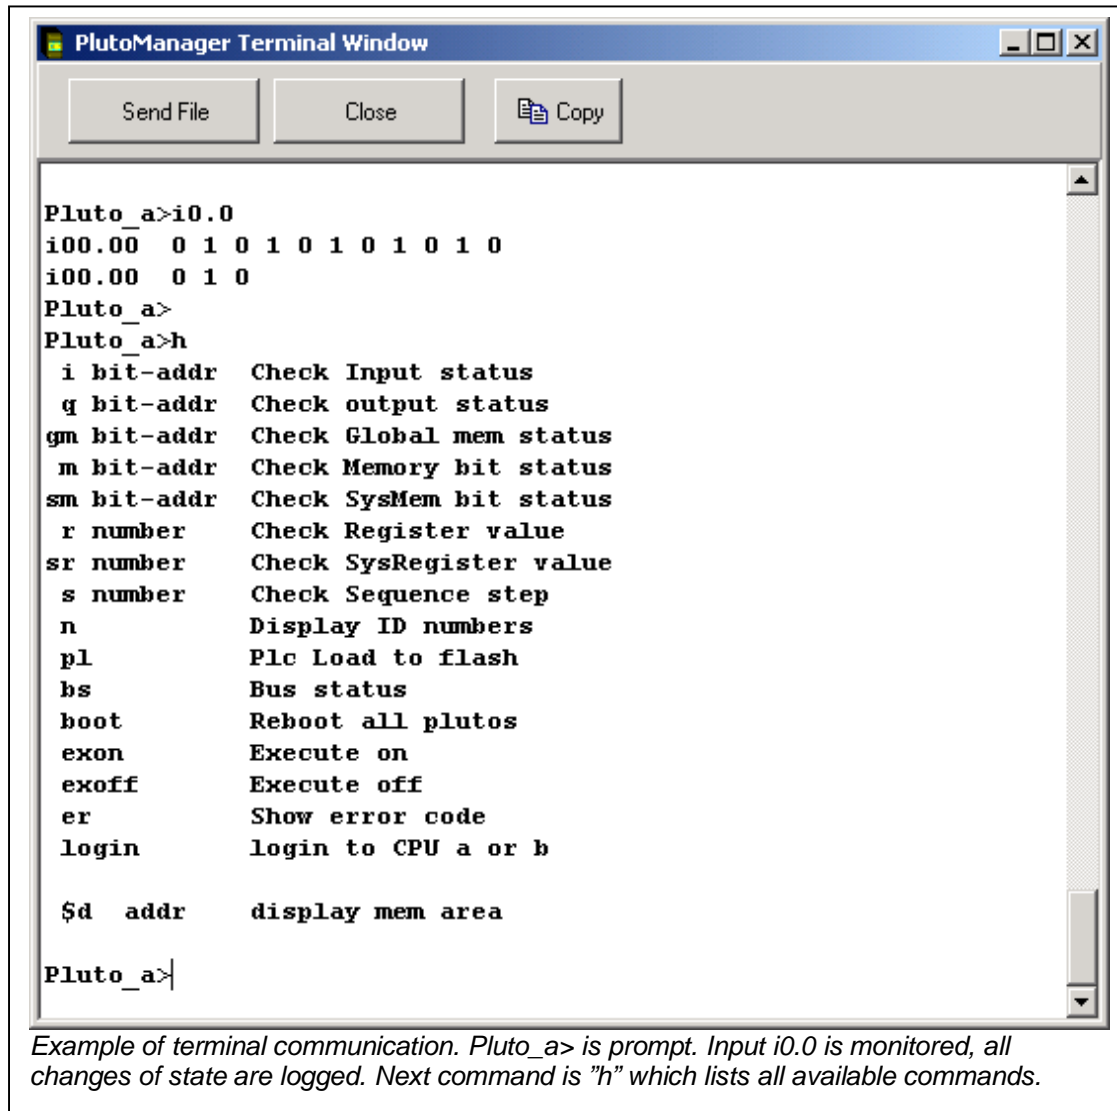 PlutoManager Terminal Window
Send File Close Copy
Pluto_a>i0.0
i00.00 0 1 0 1 0 1 0 1 0 1 0
i00.00 0 1 0
Pluto_a>
Pluto_a>h
i bit-addr Check Input status
q bit-addr Check output status
gm bit-addr Check Global mem status
m bit-addr Check Memory bit status
sm bit-addr Check SysMem bit status
r number Check Register value
sr number Check SysRegister value
s number Check Sequence step
n Display ID numbers
pl Plc Load to flash
bs Bus status
boot Reboot all plutos
exon Execute on
exoff Execute off
er Show error code
login login to CPU a or b
$d addr display mem area
Pluto_a>
Example of terminal communication. Pluto_a> is prompt. Input i0.0 is monitored, all
changes of state are logged. Next command is ”h” which lists all available commands.